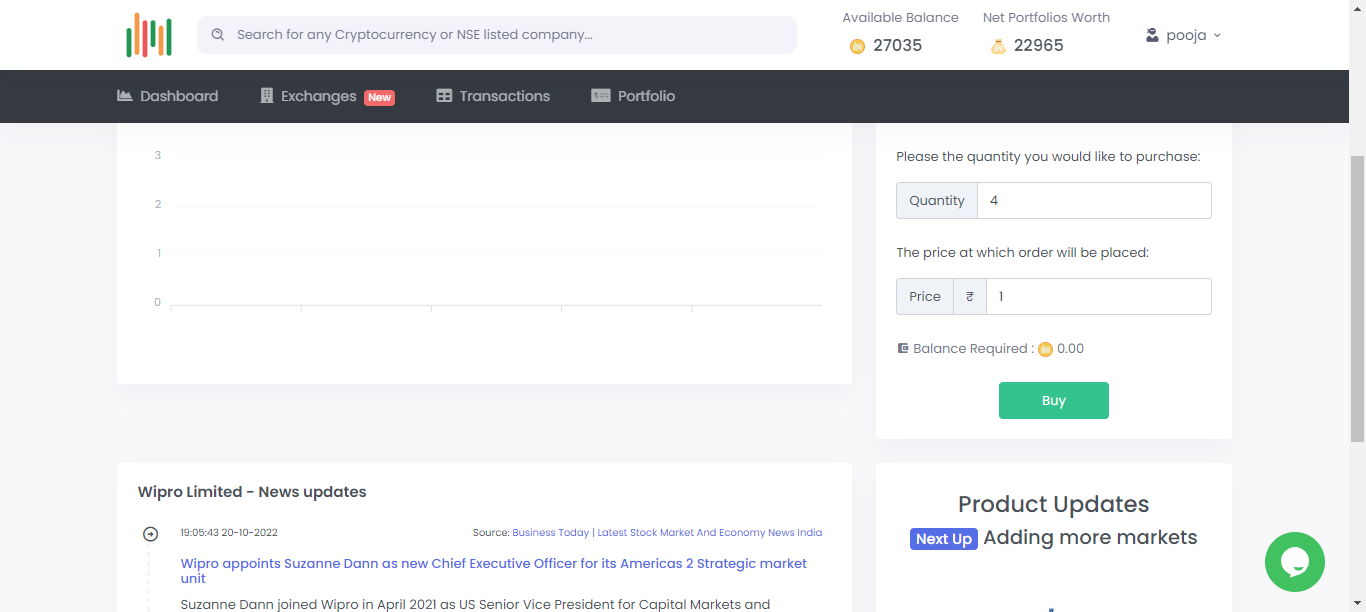 Search for any Cryptocurrency or NSE listed company...
Available Balance
27035
Net Portfolios Worth
22965
pooja
Dashboard
Exchanges New
Transactions
Portfolio
3
2
1
0
Please the quantity you would like to purchase:
Quantity 4
The price at which order will be placed:
Price ₹ 1
Balance Required : 0.00
Buy
Wipro Limited - News updates
19:05:43 20-10-2022
Source: Business Today | Latest Stock Market And Economy News India
Wipro appoints Suzanne Dann as new Chief Executive Officer for its Americas 2 Strategic market
unit
Suzanne Dann joined Wipro in April 2021 as US Senior Vice President for Capital Markets and
Product Updates
Next Up Adding more markets